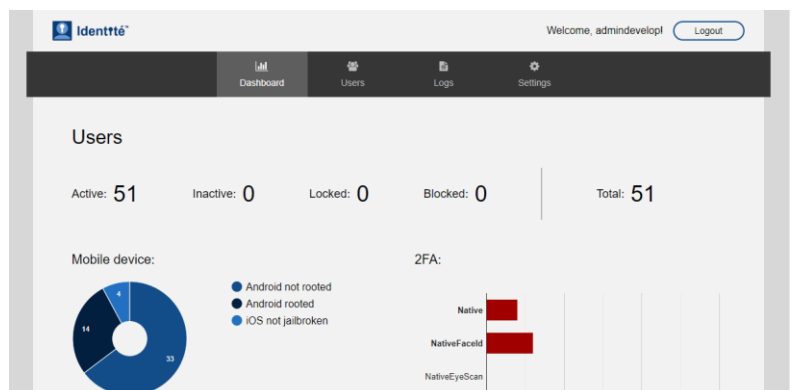 Identité™
Welcome, admindevelop!
Logout
Dashboard
Users
Logs
Settings
Users
Active: 51
Inactive: 0
Locked: 0
Blocked: 0
Total: 51
Mobile device:
2FA:
4
14
33
Android not rooted
Android rooted
iOS not jailbroken
Native
NativeFaceId
NativeEyeScan